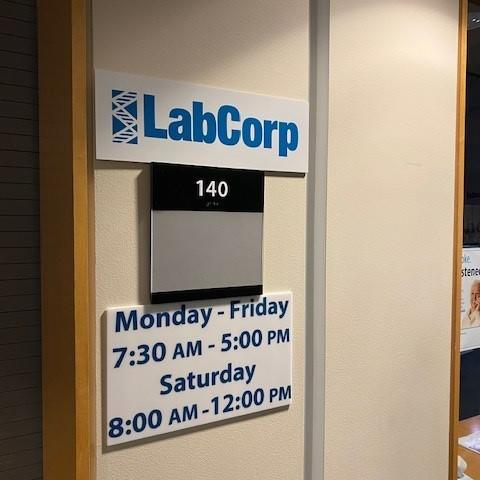 LabCorp
140
Monday - Friday
7:30 AM - 5:00 PM
Saturday
8:00 AM -12:00 PM